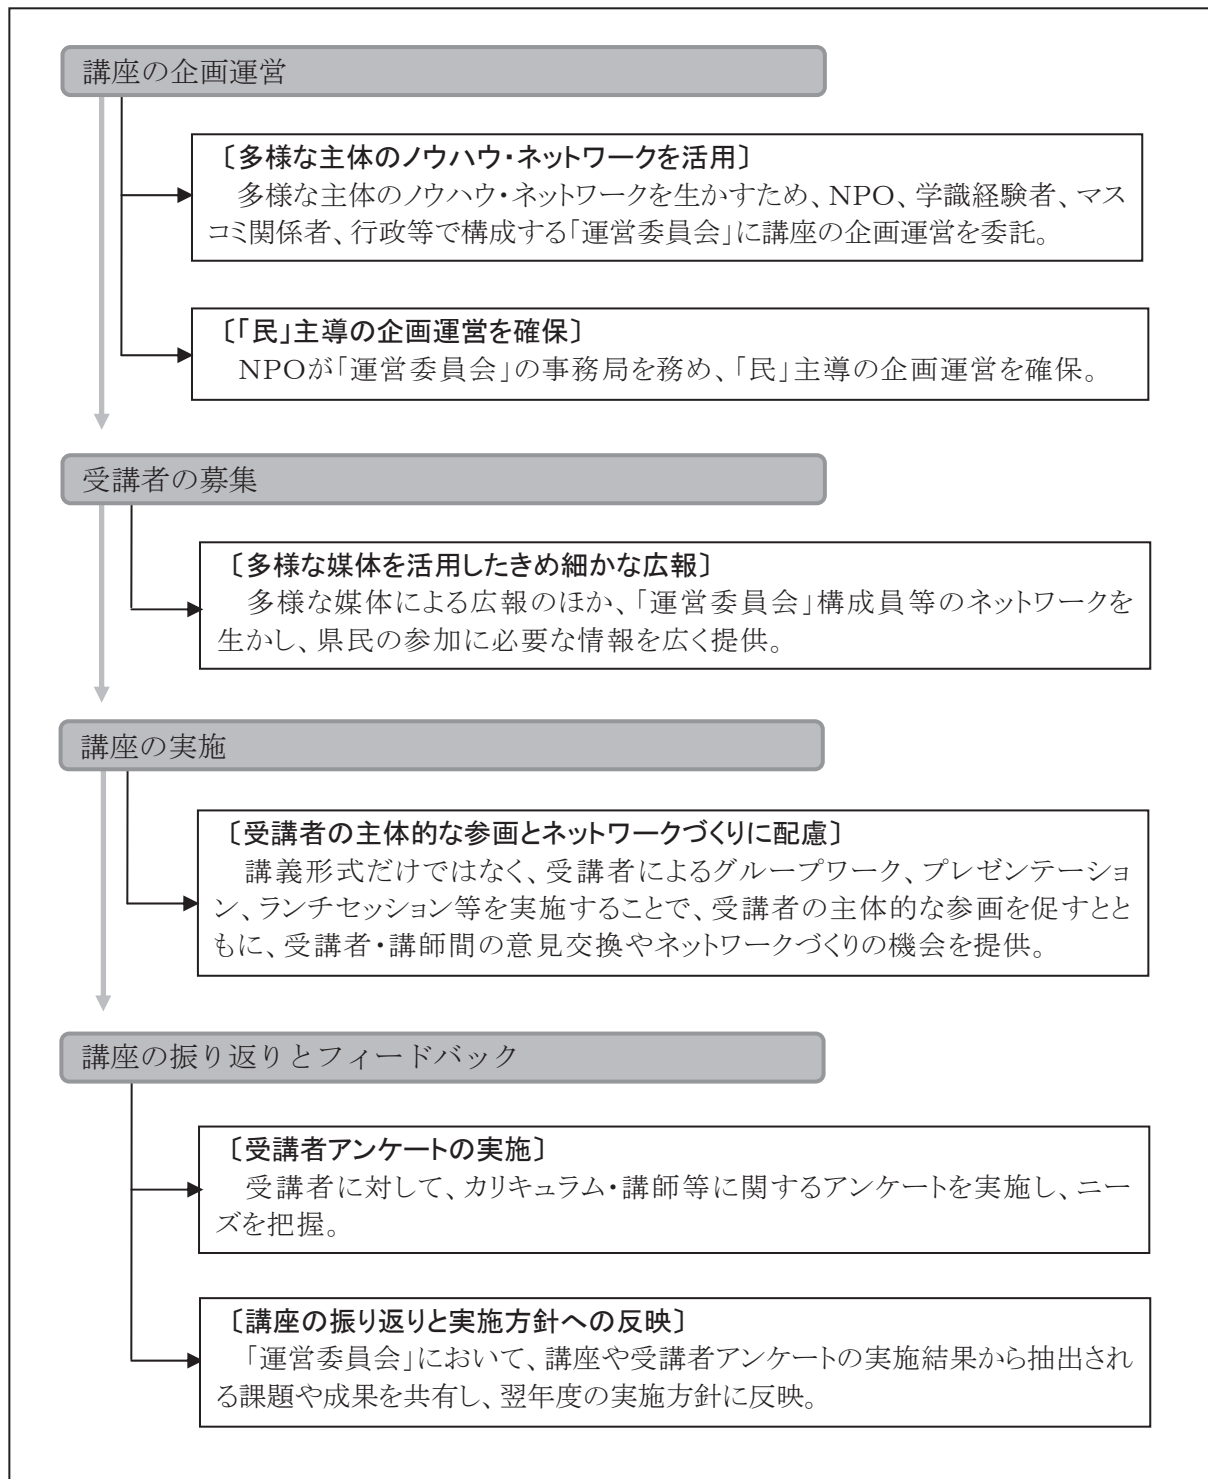 講座の企画運営
〔多様な主体のノウハウ・ネットワークを活用〕
多様な主体のノウハウ・ネットワークを生かすため、NPO、学識経験者、マス
コミ関係者、行政等で構成する「運営委員会」に講座の企画運営を委託。
〔「民」主導の企画運営を確保〕
NPOが「運営委員会」の事務局を務め、「民」主導の企画運営を確保。
受講者の募集
〔多様な媒体を活用したきめ細かな広報〕
多様な媒体による広報のほか、「運営委員会」構成員等のネットワークを
生かし、県民の参加に必要な情報を広く提供。
講座の実施
〔受講者の主体的な参画とネットワークづくりに配慮〕
講義形式だけではなく、受講者によるグループワーク、プレゼンテーショ
ン、ランチセッション等を実施することで、受講者の主体的な参画を促すとと
もに、受講者・講師間の意見交換やネットワークづくりの機会を提供。
講座の振り返りとフィードバック
〔受講者アンケートの実施〕
受講者に対して、カリキュラム・講師等に関するアンケートを実施し、ニー
ズを把握。
〔講座の振り返りと実施方針への反映〕
「運営委員会」において、講座や受講者アンケートの実施結果から抽出され
る課題や成果を共有し、翌年度の実施方針に反映。